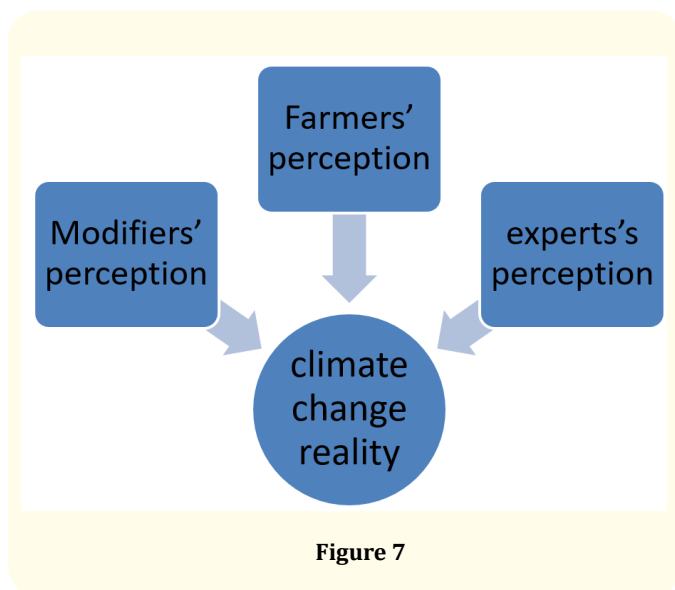 Farmers’
perception
Modifiers’
perception
experts’s
perception
climate
change
reality
Figure 7